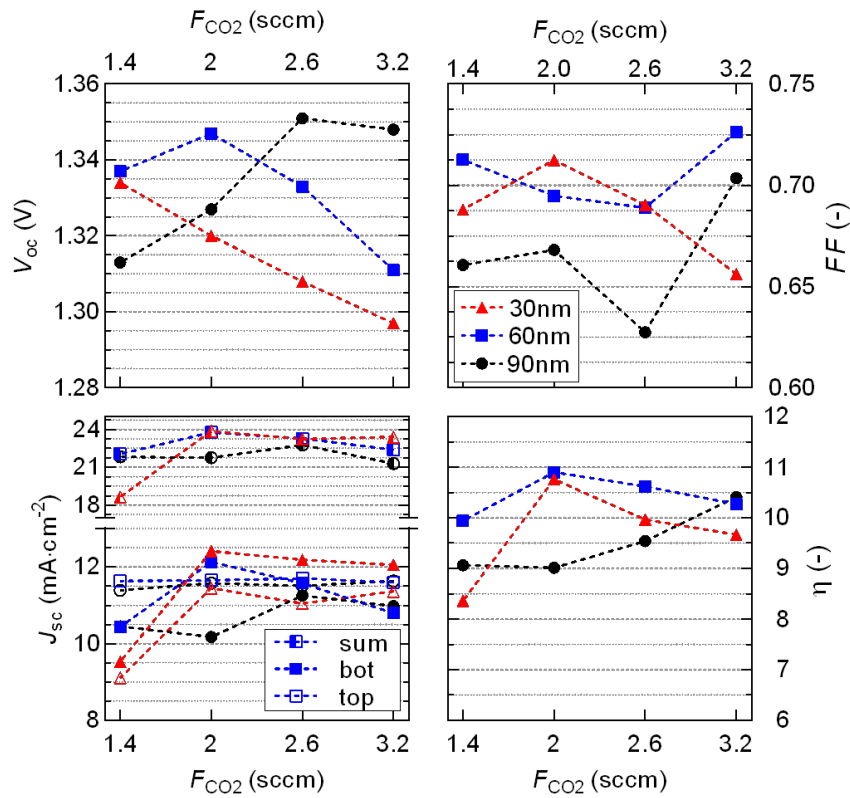 F_CO2 (sccm)
1.4 2 2.6 3.2
1.36
1.34
1.32
1.30
1.28
V_oc (V)
F_CO2 (sccm)
1.4 2.0 2.6 3.2
0.75
0.70
0.65
0.60
FF (-)
30nm
60nm
90nm
24
21
18
12
10
8
J_sc (mA·cm⁻²)
sum
bot
top
1.4 2 2.6 3.2
F_CO2 (sccm)
12
11
10
9
8
7
6
η (-)
1.4 2 2.6 3.2
F_CO2 (sccm)